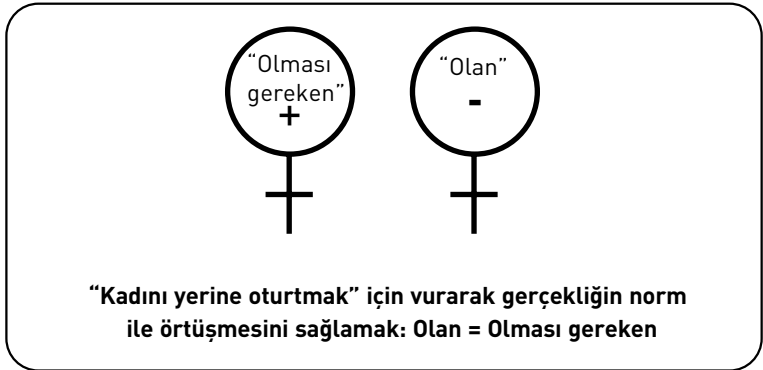 “Olması
gereken”
+
“Olan”
-
“Kadını yerine oturtmak” için vurarak gerçekliğin norm
ile örtüşmesini sağlamak: Olan = Olması gereken